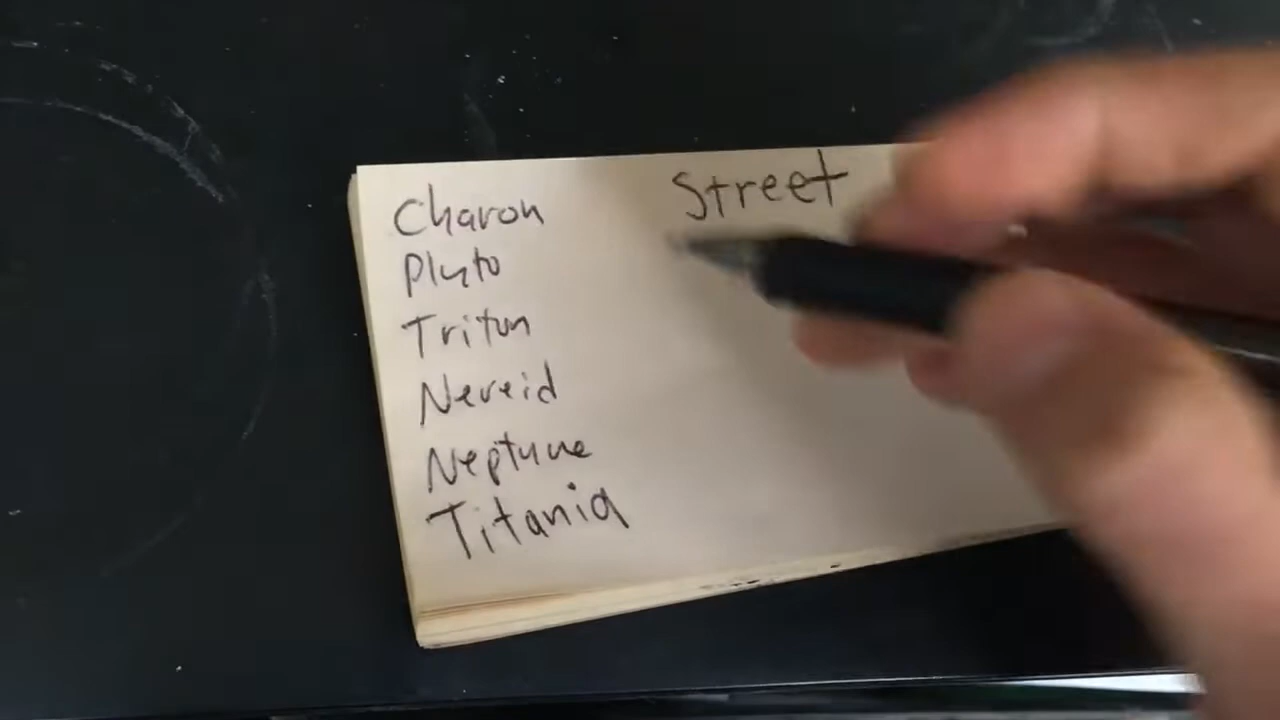 Charon
Pluto
Triton
Nereid
Neptune
Titania
Street